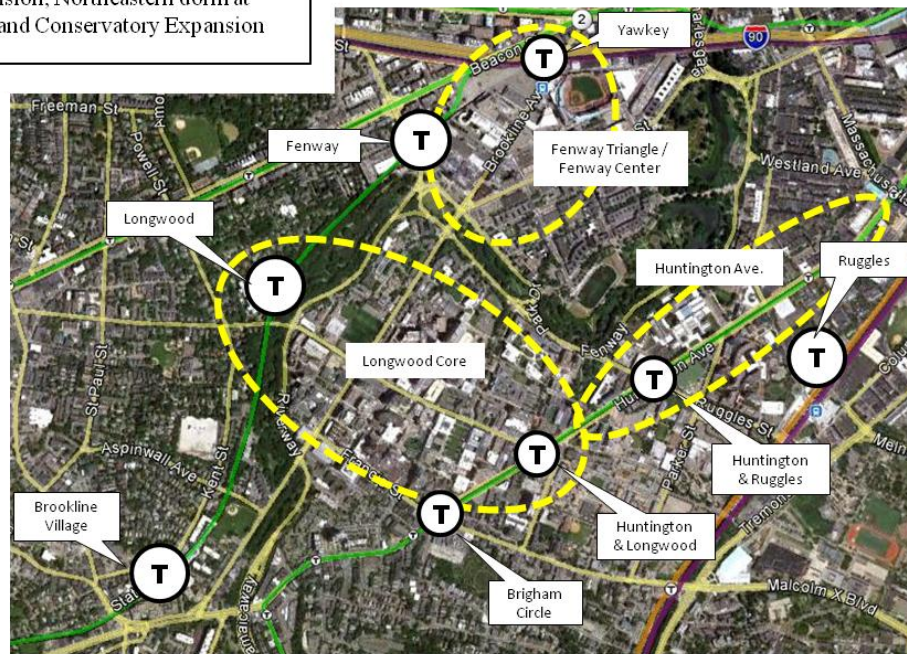 sion, Northeastern dorm at
and Conservatory Expansion
T
Yawkey
2
90
Beacon
Freeman St
Powell St
Fenway
T
Brookline Av
Fenway Triangle /
Fenway Center
Westland Ave
Massachusetts
Longwood
T
Huntington Ave.
Ruggles
T
Park
Fenway
Longwood Core
St Paul St
Riverway
Huntington Ave
T
Ruggles St
Aspinwall Ave
Kent St
Francis St
Parker St
T
Huntington
& Ruggles
Brookline
Village
T
T
Huntington
& Longwood
Tremont
Brigham
Circle
Malcolm X Blvd
Jamaicaway